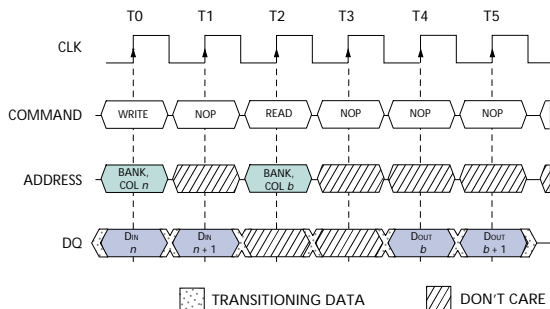 T0 T1 T2 T3 T4 T5
CLK
COMMAND WRITE NOP READ NOP NOP NOP
ADDRESS BANK, COL n BANK, COL b
DQ DIN n DIN n + 1 DOUT b DOUT b + 1
TRANSITIONING DATA DON'T CARE